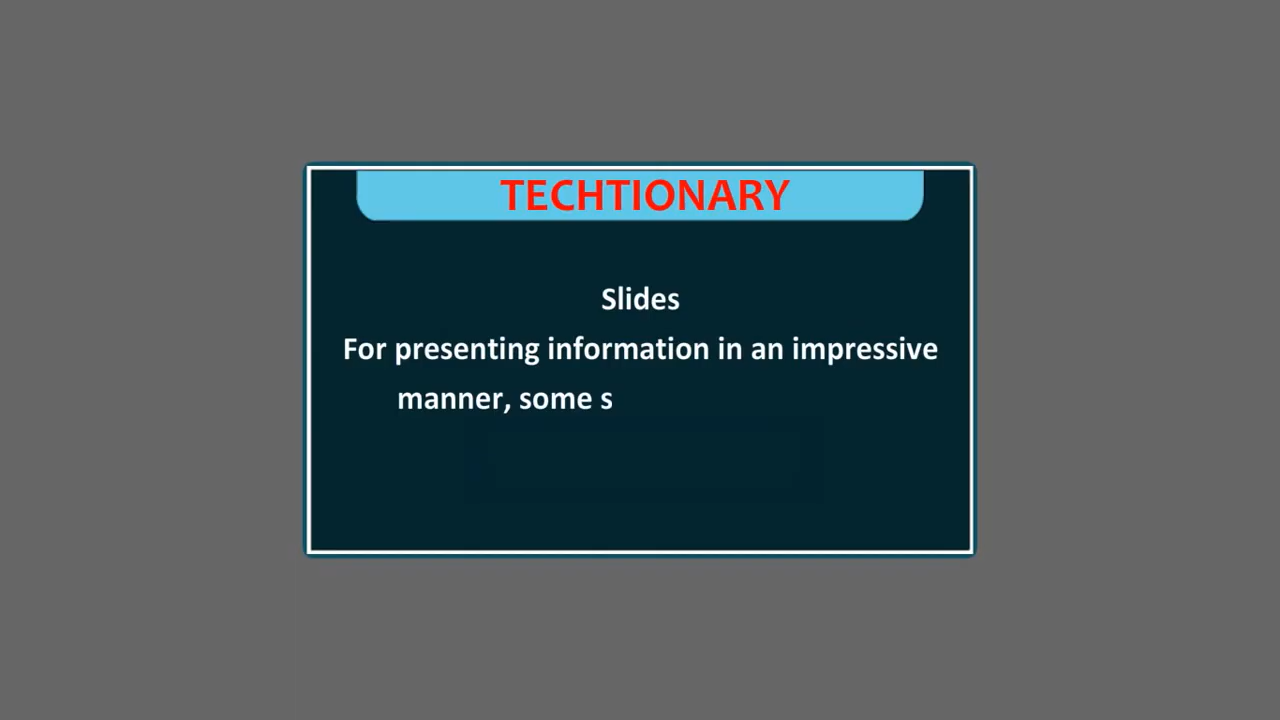 TECHTIONARY
Slides
For presenting information in an impressive
manner, some s